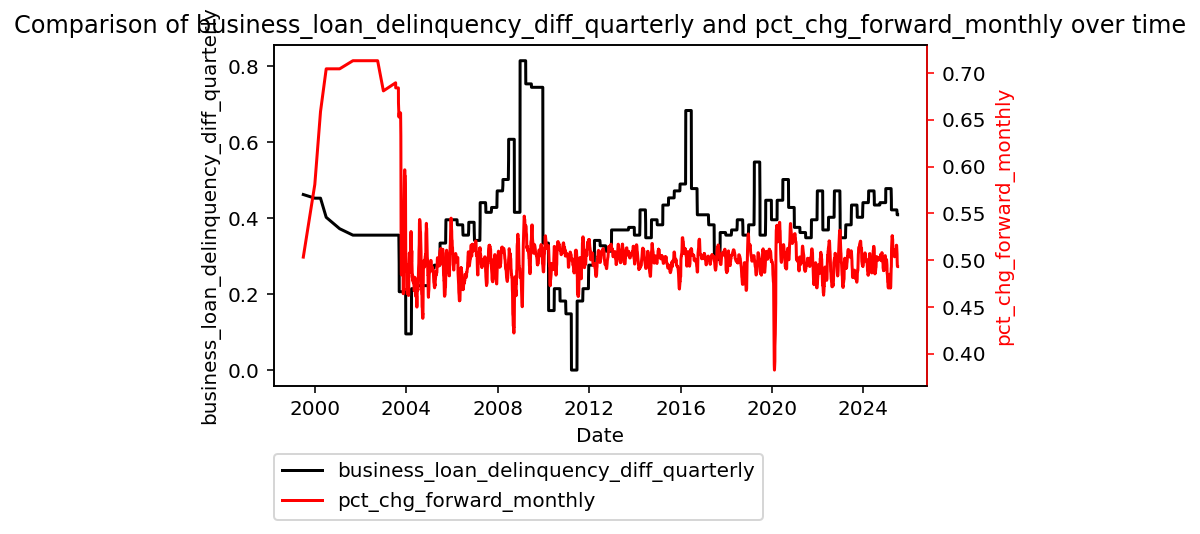 Comparison of business_loan_delinquency_diff_quarterly and pct_chg_forward_monthly over time
business_loan_delinquency_diff_quarterly
0.8
0.6
0.4
0.2
0.0
0.70
0.65
0.60
0.55
0.50
0.45
0.40
pct_chg_forward_monthly
2000 2004 2008 2012 2016 2020 2024
Date
business_loan_delinquency_diff_quarterly
pct_chg_forward_monthly